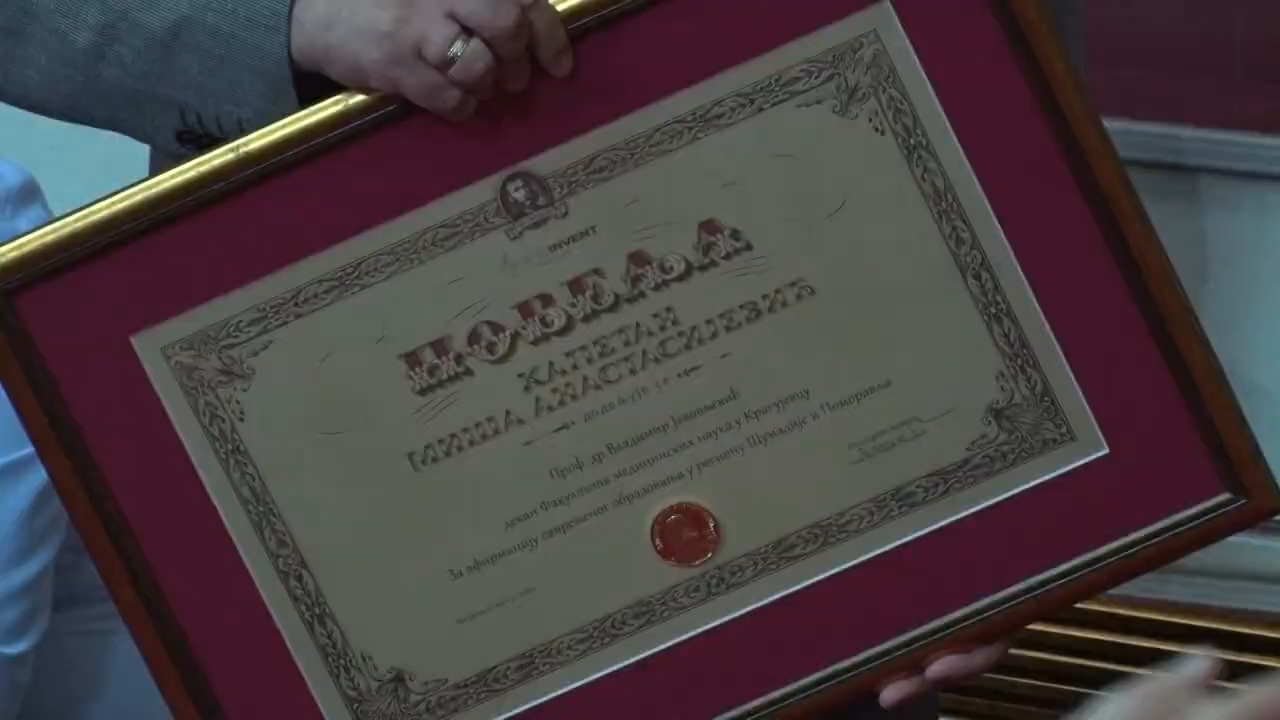 INVENT
ПОВЕЉА
КАПЕТАН
МИША АНАСТАСИЈЕВИЋ
додељује се
Проф. др Владимир Јаковљевић
декан Факултета медицинских наука у Крагујевцу
За афирмацију савременог образовања у региону Шумадије и Поморавља